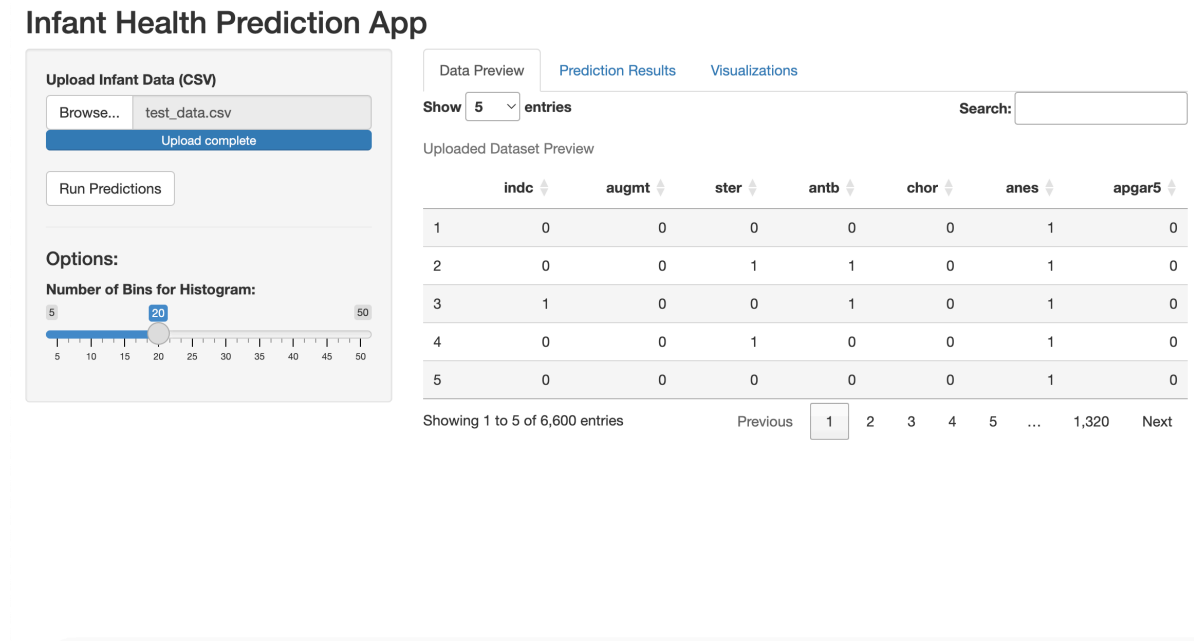 Infant Health Prediction App
Upload Infant Data (CSV)
Browse... test_data.csv
Upload complete
Run Predictions
Options:
Number of Bins for Histogram:
5 20 50
5 10 15 20 25 30 35 40 45 50
Data Preview Prediction Results Visualizations
Show 5 entries Search:
Uploaded Dataset Preview
indc augmt ster antb chor anes apgar5
1 0 0 0 0 0 1 0
2 0 0 1 1 0 1 0
3 1 0 0 1 0 1 0
4 0 0 1 0 0 1 0
5 0 0 0 0 0 1 0
Showing 1 to 5 of 6,600 entries Previous 1 2 3 4 5 … 1,320 Next